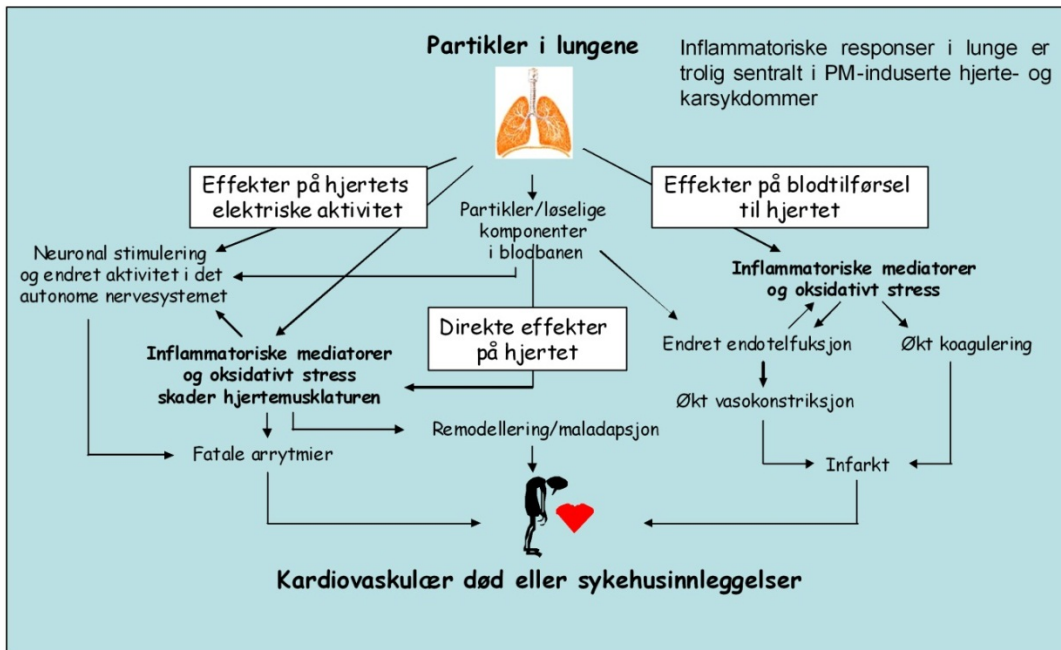 Partikler i lungene
Inflammatoriske responser i lunge er
trolig sentralt i PM-induserte hjerte- og
karsykdommer
Effekter på hjertets
elektriske aktivitet
Partikler/løselige
komponenter
i blodbanen
Effekter på blodtilførsel
til hjertet
Neuronal stimulering
og endret aktivitet i det
autonome nervesystemet
Inflammatoriske mediatorer
og oksidativt stress
Direkte effekter
på hjertet
Endret endotelfuksjon
Økt koagulering
Inflammatoriske mediatorer
og oksidativt stress
skader hjertemusklaturen
Økt vasokonstriksjon
Remodellering/maladapsjon
Fatale arrytmier
Infarkt
Kardiovaskulær død eller sykehusinnleggelser